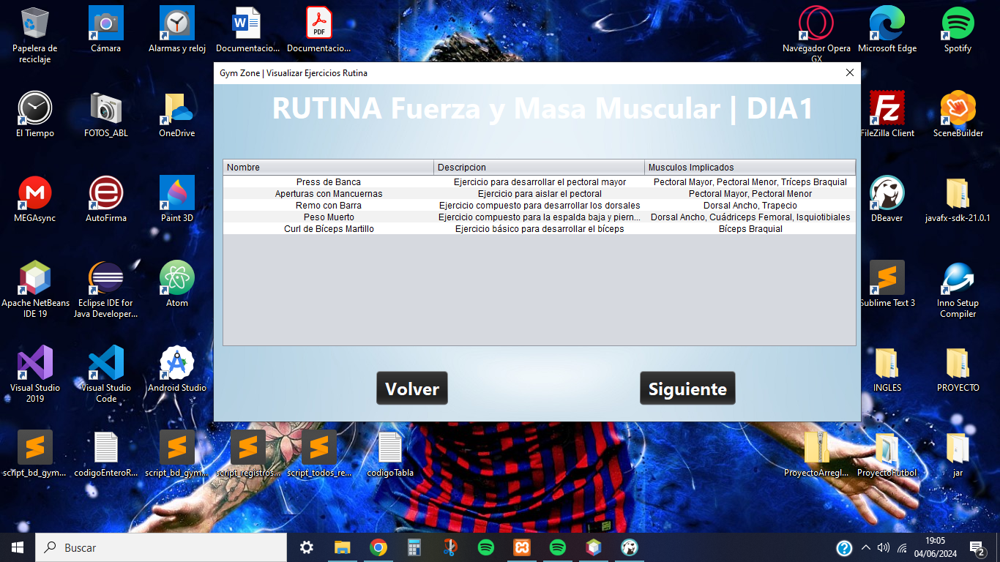 Papelera de
reciclaje
Cámara
Alarmas y reloj
Documentacio...
Documentacio...
PDF
Navegador Opera
GX
Microsoft Edge
Spotify
Gym Zone | Visualizar Ejercicios Rutina
RUTINA Fuerza y Masa Muscular | DIA1
El Tiempo
FOTOS_ABL
OneDrive
FileZilla Client
SceneBuilder
Nombre Descripcion Musculos Implicados
Press de Banca Ejercicio para desarrollar el pectoral mayor Pectoral Mayor, Pectoral Menor, Tríceps Braquial
Aperturas con Mancuernas Ejercicio para aislar el pectoral Pectoral Mayor, Pectoral Menor
Remo con Barra Ejercicio compuesto para desarrollar los dorsales Dorsal Ancho, Trapecio
Peso Muerto Ejercicio compuesto para la espalda baja y piern... Dorsal Ancho, Cuádriceps Femoral, Isquiotibiales
Curl de Bíceps Martillo Ejercicio básico para desarrollar el bíceps Bíceps Braquial
MEGAsync
AutoFirma
Paint 3D
DBeaver
javafx-sdk-21.0.1
Apache NetBeans
IDE 19
Eclipse IDE for
Java Developer...
Atom
Sublime Text 3
Inno Setup
Compiler
Volver
Siguiente
Visual Studio
2019
Visual Studio
Code
Android Studio
INGLES
PROYECTO
script_bd_gym...
codigoEnteroR...
script_bd_gym...
script_registros...
script_todos_re...
codigoTabla
ProyectoArregl...
ProyectoFutbol
jar
Buscar
19:05
04/06/2024
2